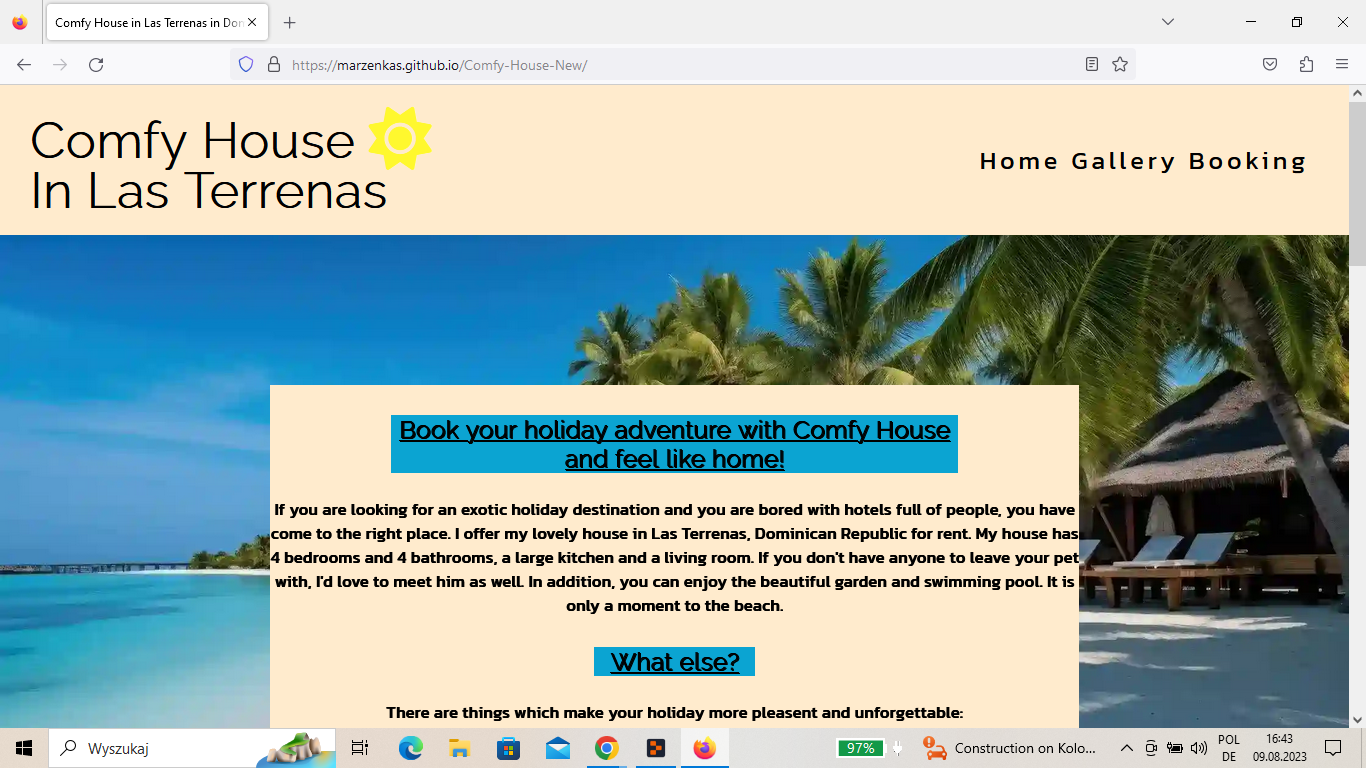 Comfy House in Las Terrenas in Don
https://marzenkas.github.io/Comfy-House-New/
Comfy House
In Las Terrenas
Home Gallery Booking
Book your holiday adventure with Comfy House
and feel like home!
If you are looking for an exotic holiday destination and you are bored with hotels full of people, you have
come to the right place. I offer my lovely house in Las Terrenas, Dominican Republic for rent. My house has
4 bedrooms and 4 bathrooms, a large kitchen and a living room. If you don't have anyone to leave your pet
with, I'd love to meet him as well. In addition, you can enjoy the beautiful garden and swimming pool. It is
only a moment to the beach.
What else?
There are things which make your holiday more pleasent and unforgettable:
Wyszukaj
97%
Construction on Kolo...
POL
DE
16:43
09.08.2023